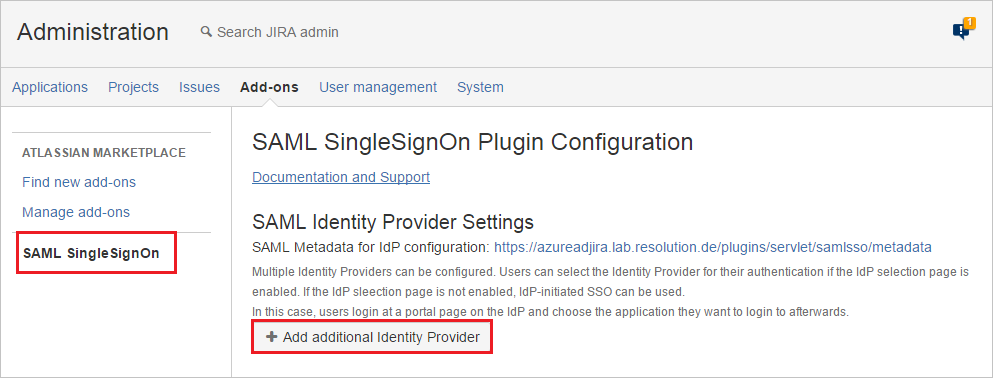 Administration
Search JIRA admin
1
Applications Projects Issues Add-ons User management System
ATLASSIAN MARKETPLACE
Find new add-ons
Manage add-ons
SAML SingleSignOn
SAML SingleSignOn Plugin Configuration
Documentation and Support
SAML Identity Provider Settings
SAML Metadata for IdP configuration: https://azureadjira.lab.resolution.de/plugins/servlet/samlsso/metadata
Multiple Identity Providers can be configured. Users can select the Identity Provider for their authentication if the IdP selection page is
enabled. If the IdP sleection page is not enabled, IdP-initiated SSO can be used.
In this case, users login at a portal page on the IdP and choose the application they want to login to afterwards.
+ Add additional Identity Provider